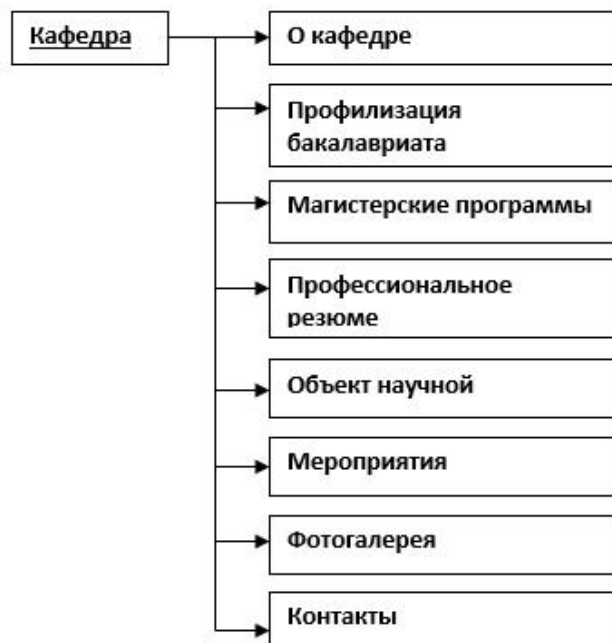 Кафедра
О кафедре
Профилизация
бакалавриата
Магистерские программы
Профессиональное
резюме
Объект научной
Мероприятия
Фотогалерея
Контакты